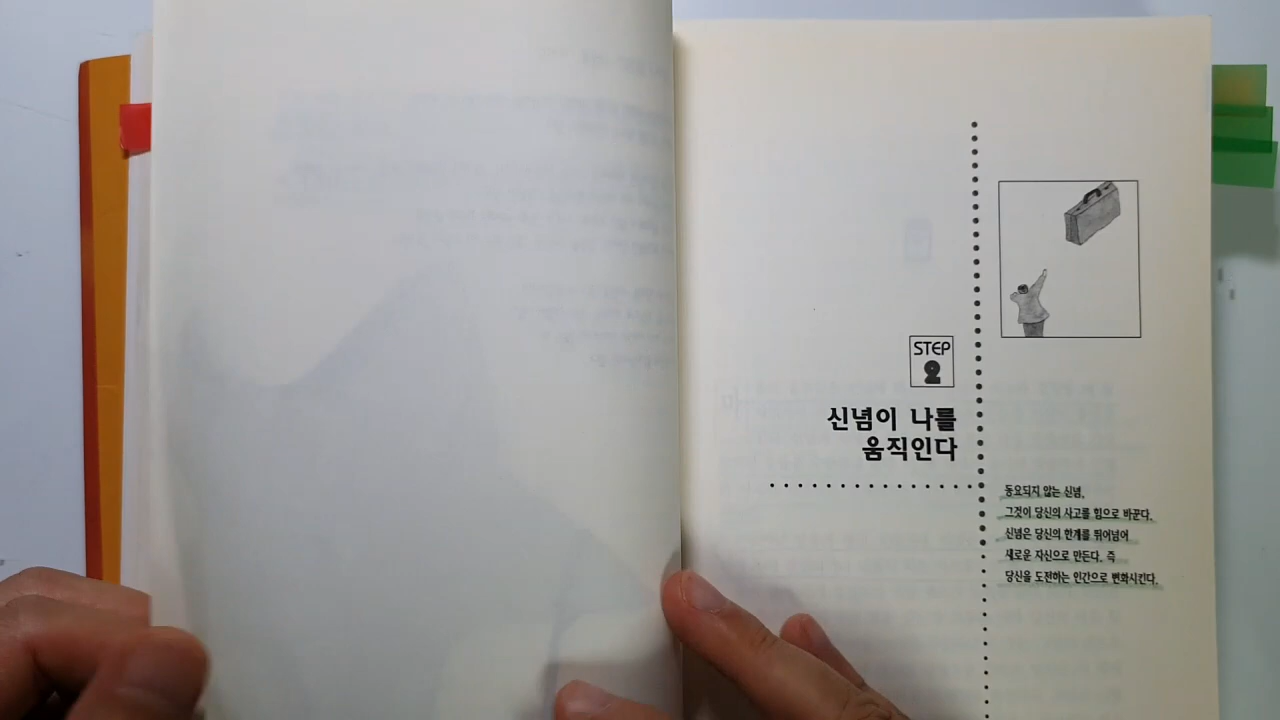 STEP
2
신념이 나를
움직인다
동요되지 않는 신념,
그것이 당신의 사고를 힘으로 바꾼다.
신념은 당신의 한계를 뛰어넘어
새로운 자신으로 만든다. 즉
당신을 도전하는 인간으로 변화시킨다.